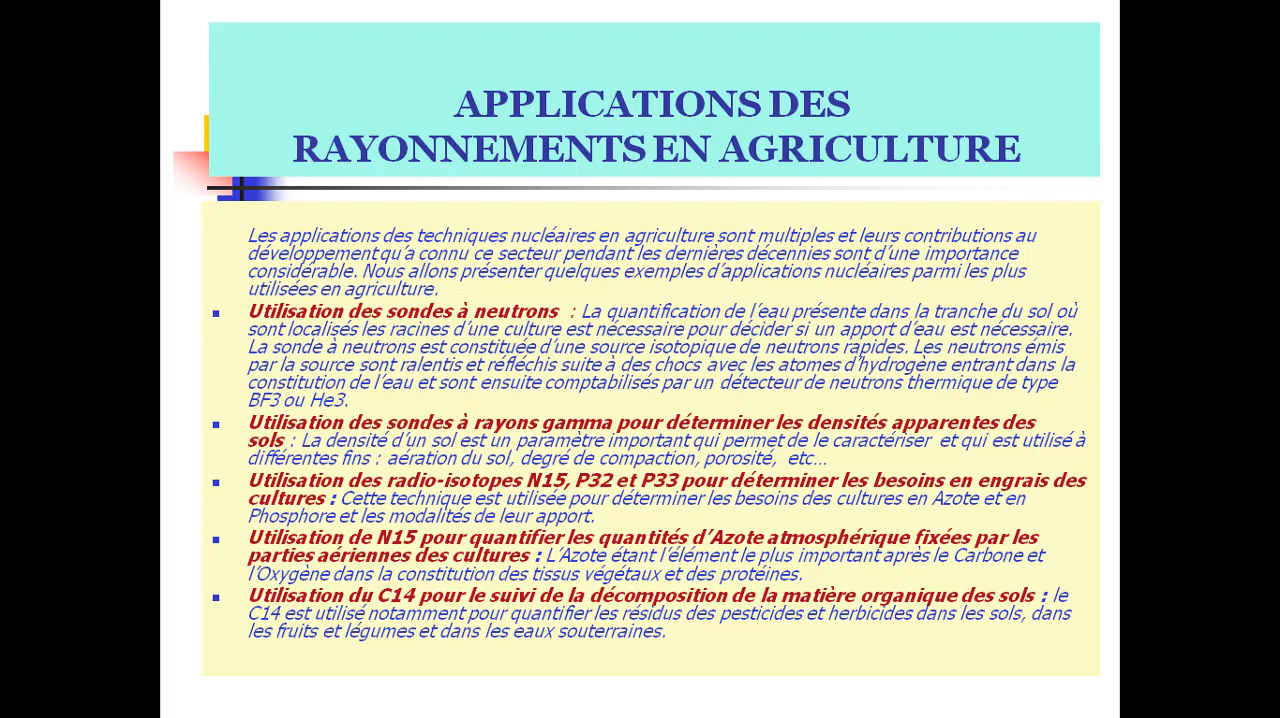 APPLICATIONS DES
RAYONNEMENTS EN AGRICULTURE
Les applications des techniques nucléaires en agriculture sont multiples et leurs contributions au
développement qu'a connu ce secteur pendant les dernières décennies sont d'une importance
considérable. Nous allons présenter quelques exemples d'applications nucléaires parmi les plus
utilisées en agriculture.
Utilisation des sondes à neutrons : La quantification de l'eau présente dans la tranche du sol où
sont localisés les racines d'une culture est nécessaire pour décider si un apport d'eau est nécessaire.
La sonde à neutrons est constituée d'une source isotopique de neutrons rapides. Les neutrons émis
par la source sont ralentis et réfléchis suite à des chocs avec les atomes d'hydrogène entrant dans la
constitution de l'eau et sont ensuite comptabilisés par un détecteur de neutrons thermique de type
BF3 ou He3.
Utilisation des sondes à rayons gamma pour déterminer les densités apparentes des
sols : La densité d'un sol est un paramètre important qui permet de le caractériser et qui est utilisé à
différentes fins : aération du sol, degré de compaction, porosité, etc...
Utilisation des radio-isotopes N15, P32 et P33 pour déterminer les besoins en engrais des
cultures : Cette technique est utilisée pour déterminer les besoins des cultures en Azote et en
Phosphore et les modalités de leur apport.
Utilisation de N15 pour quantifier les quantités d'Azote atmosphérique fixées par les
parties aériennes des cultures : L'Azote étant l'élément le plus important après le Carbone et
l'Oxygène dans la constitution des tissus végétaux et des protéines.
Utilisation du C14 pour le suivi de la décomposition de la matière organique des sols : le
C14 est utilisé notamment pour quantifier les résidus des pesticides et herbicides dans les sols, dans
les fruits et légumes et dans les eaux souterraines.